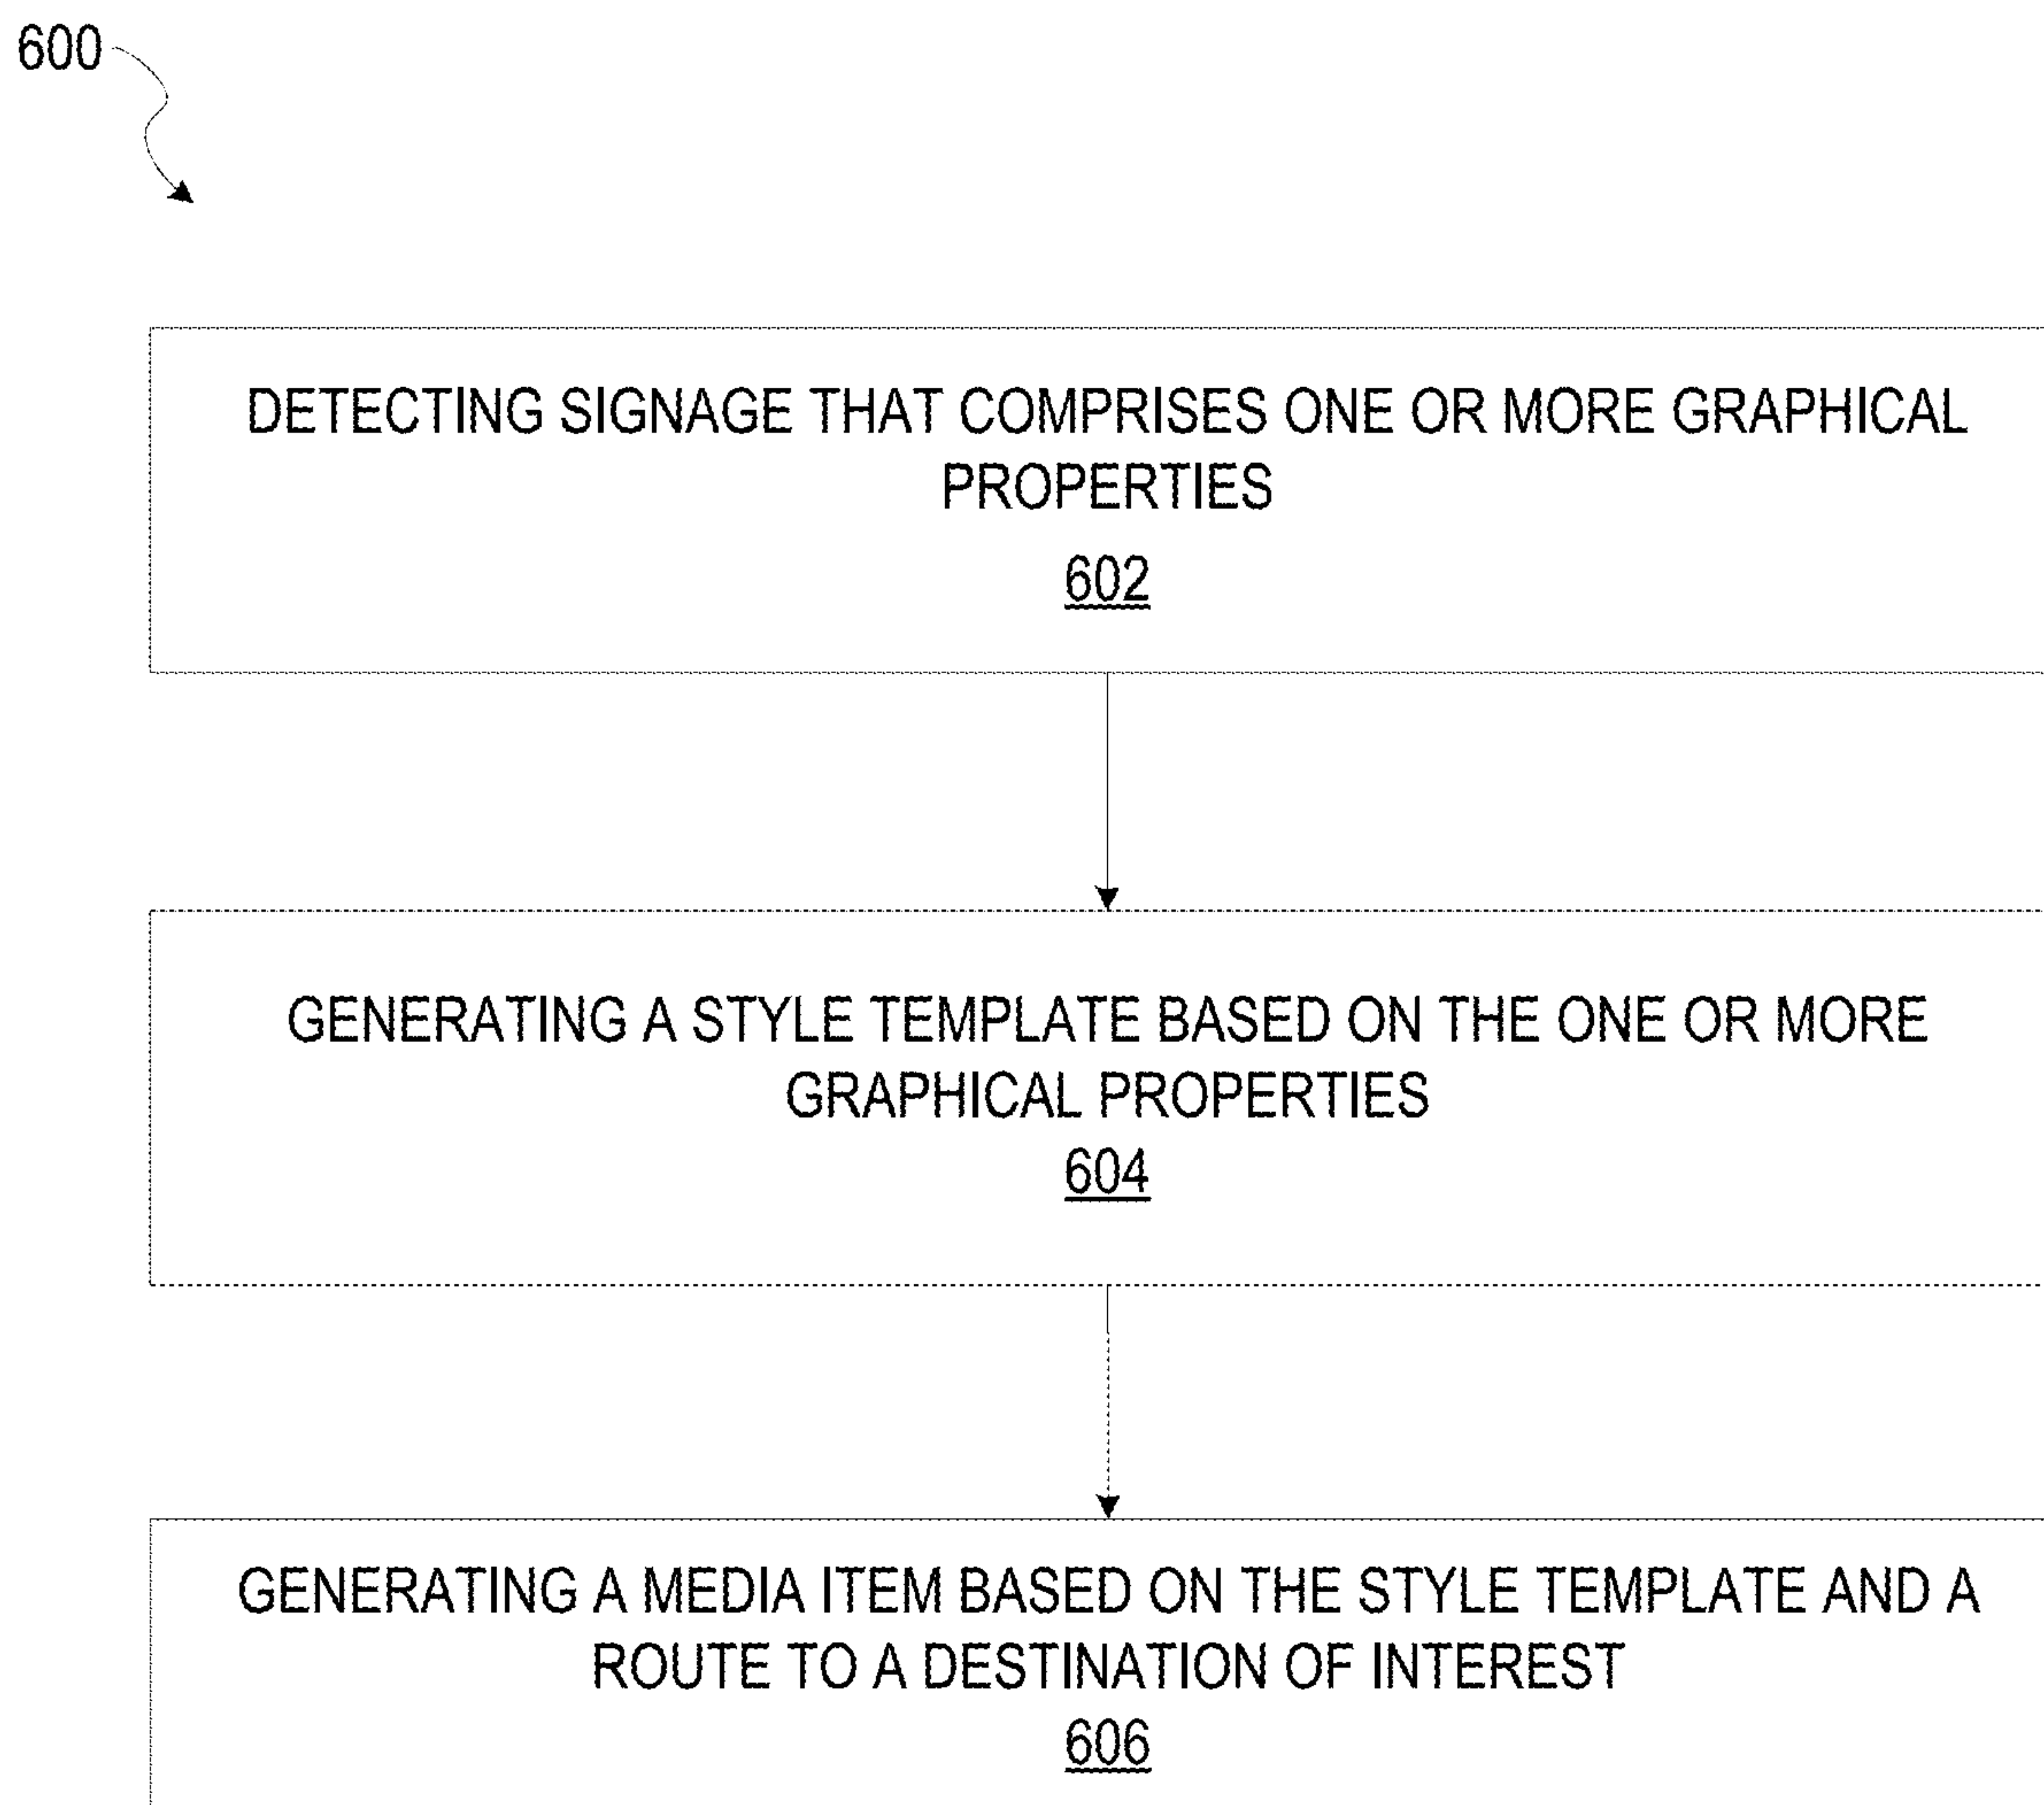 600
DETECTING SIGNAGE THAT COMPRISES ONE OR MORE GRAPHICAL
PROPERTIES
602
GENERATING A STYLE TEMPLATE BASED ON THE ONE OR MORE
GRAPHICAL PROPERTIES
604
GENERATING A MEDIA ITEM BASED ON THE STYLE TEMPLATE AND A
ROUTE TO A DESTINATION OF INTEREST
606